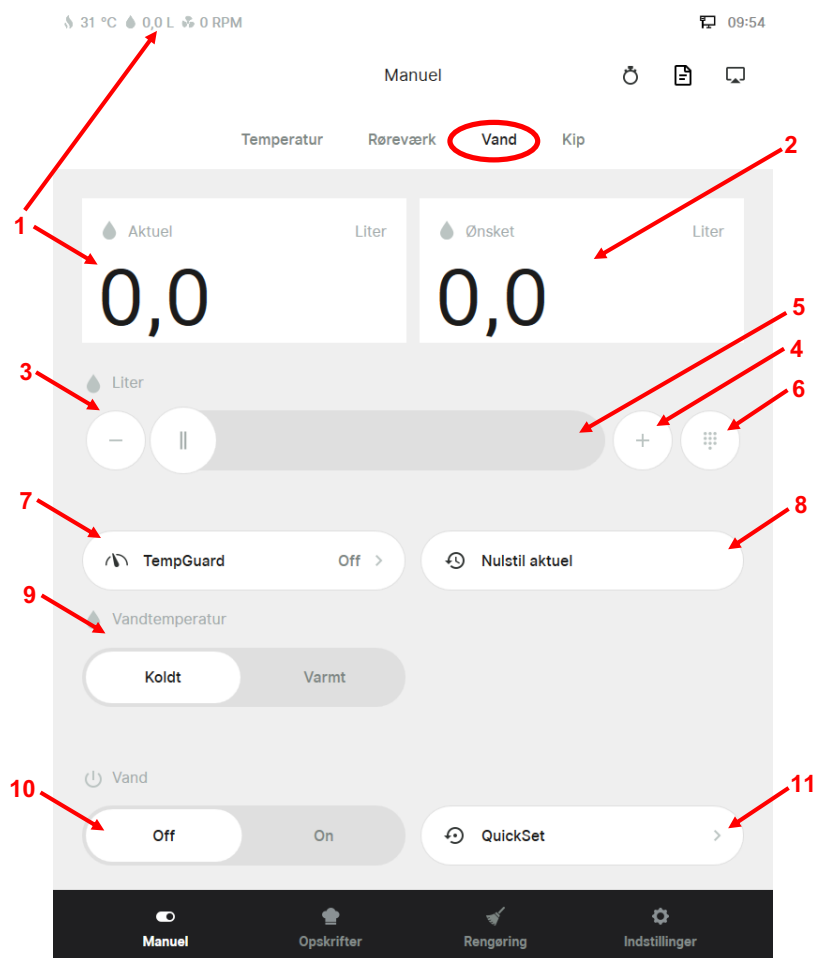 31 °C 0,0 L 0 RPM 09:54
Manuel
Temperatur Røreværk Vand Kip
2
1
Aktuel Liter Ønsket Liter
0,0 0,0
5
4
3 Liter
6
7
8
TempGuard Off Nulstil aktuel
9
Vandtemperatur
Koldt Varmt
Vand
10 11
Off On QuickSet
Manuel Opskrifter Rengøring Indstillinger